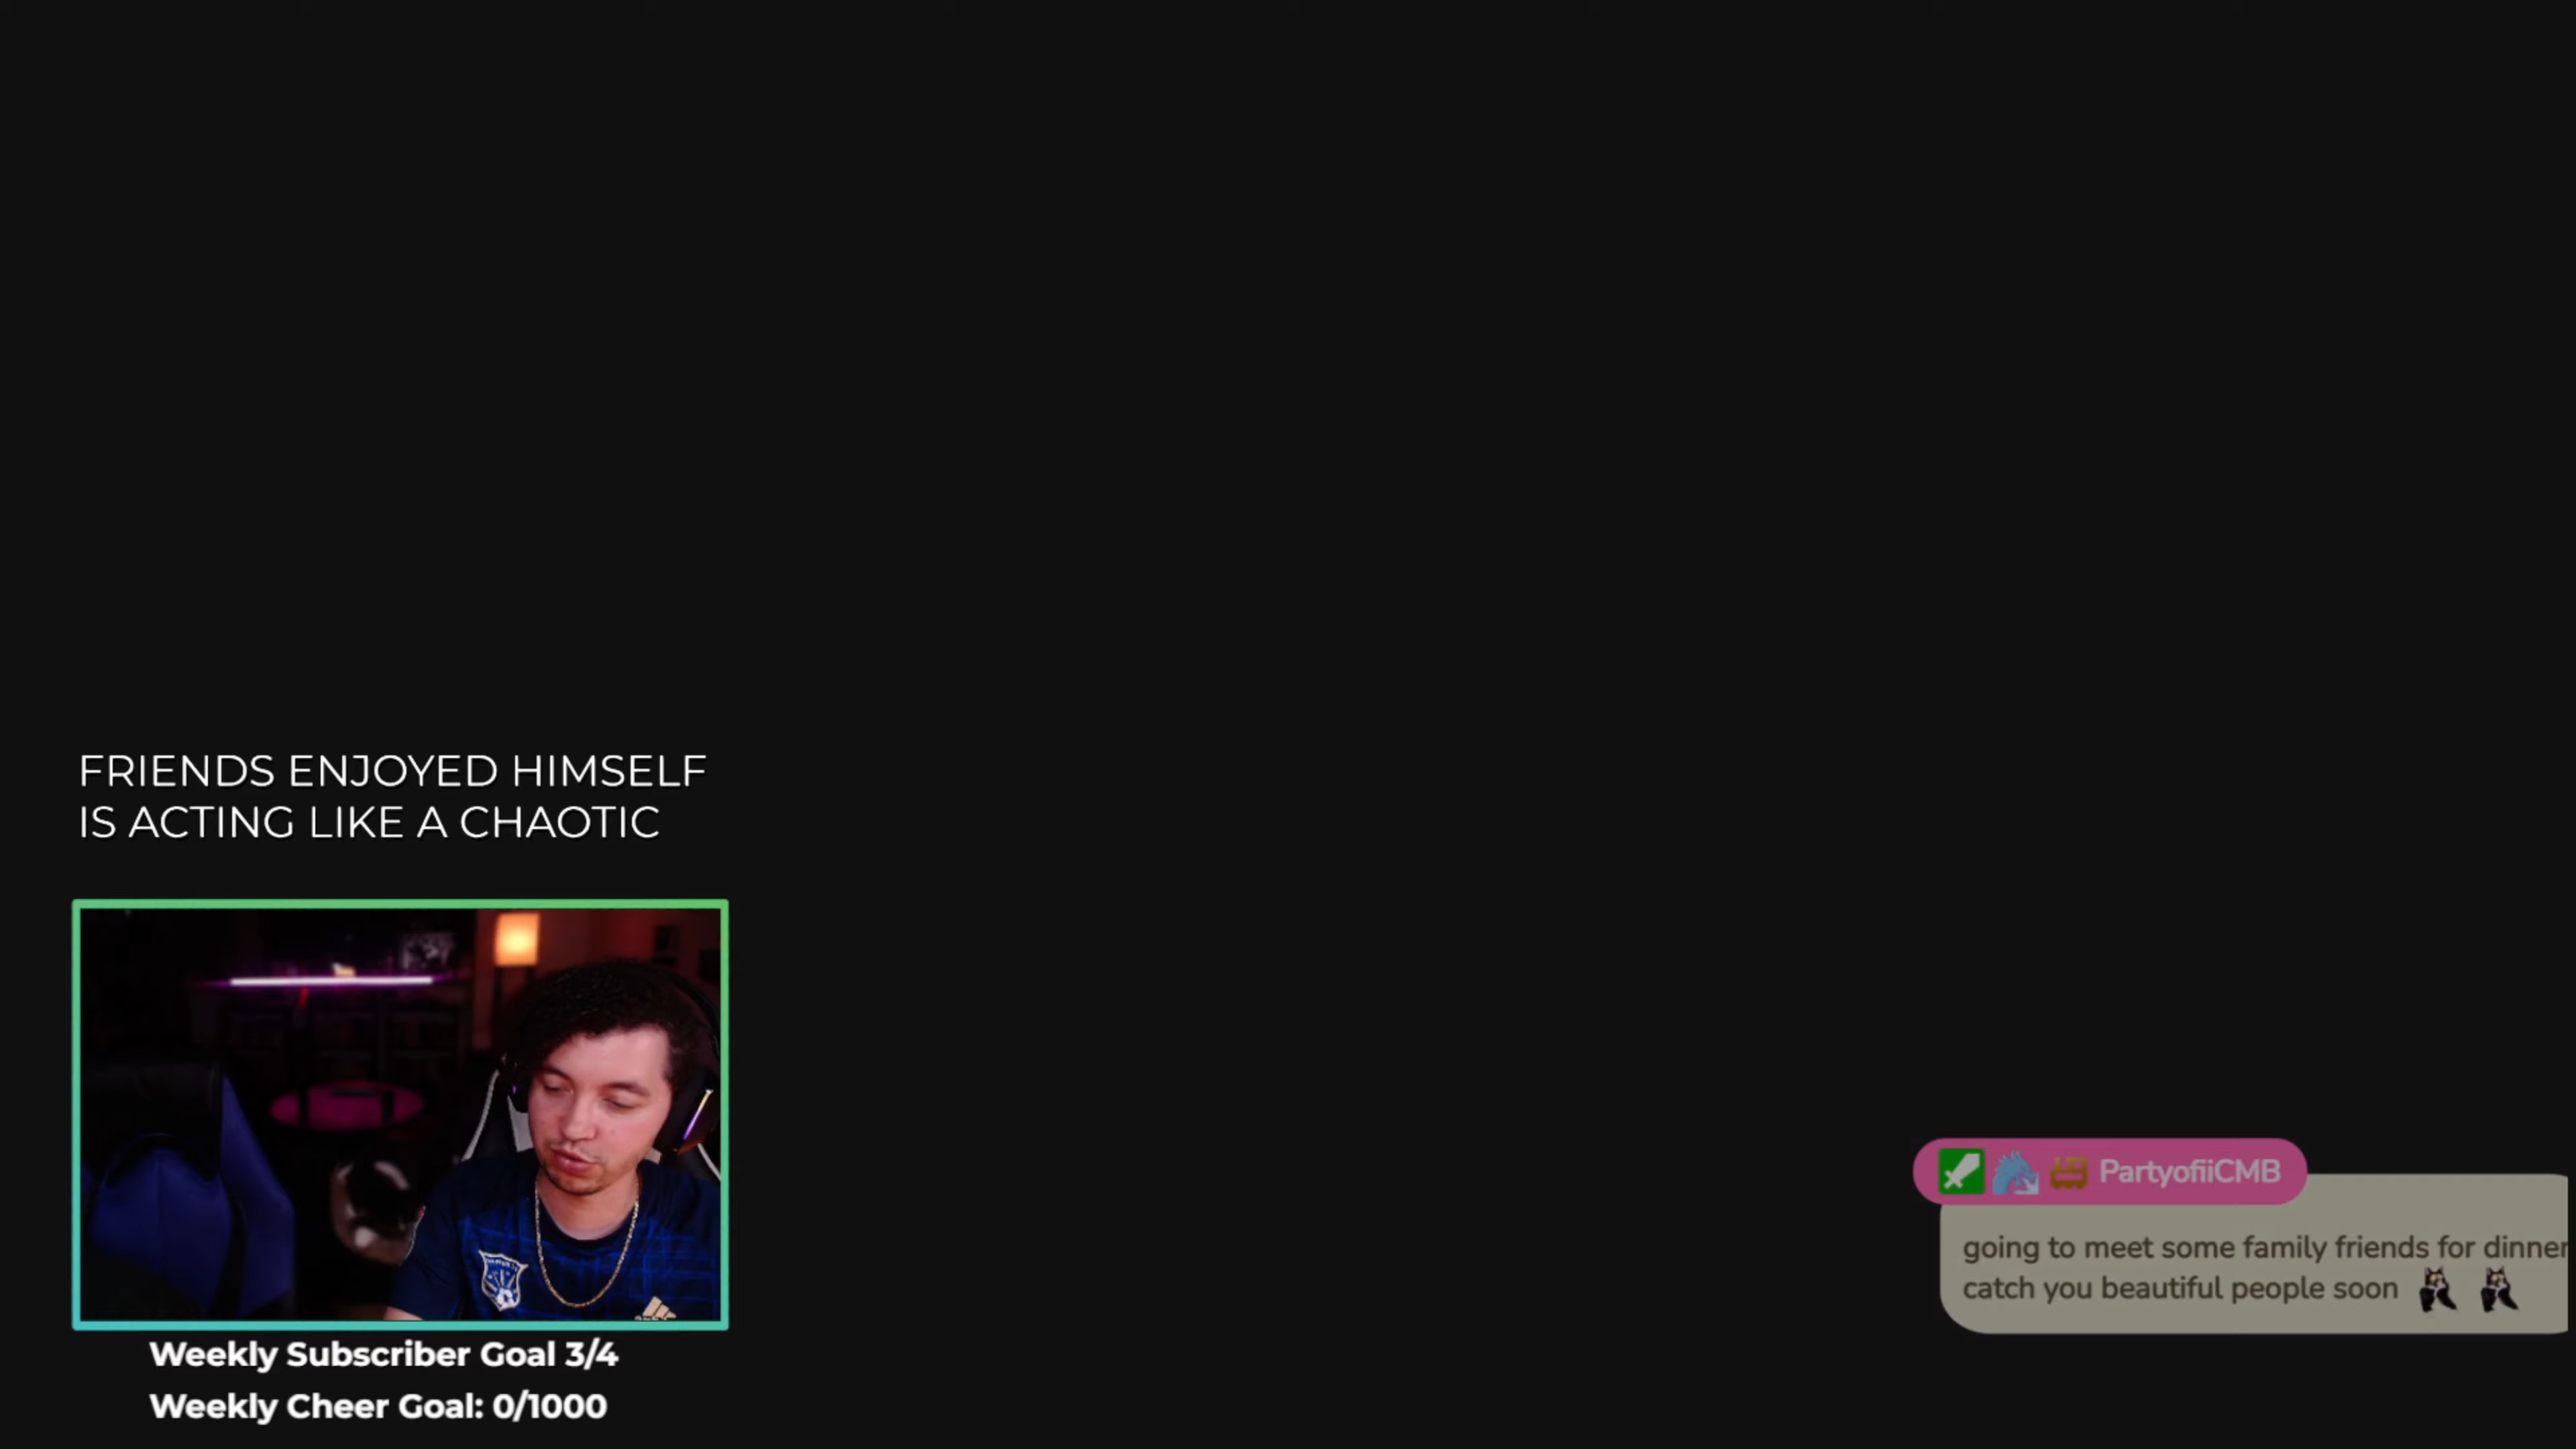 FRIENDS ENJOYED HIMSELF
IS ACTING LIKE A CHAOTIC
Weekly Subscriber Goal 3/4
Weekly Cheer Goal: 0/1000
PartyofiiCMB
going to meet some family friends for dinner
catch you beautiful people soon